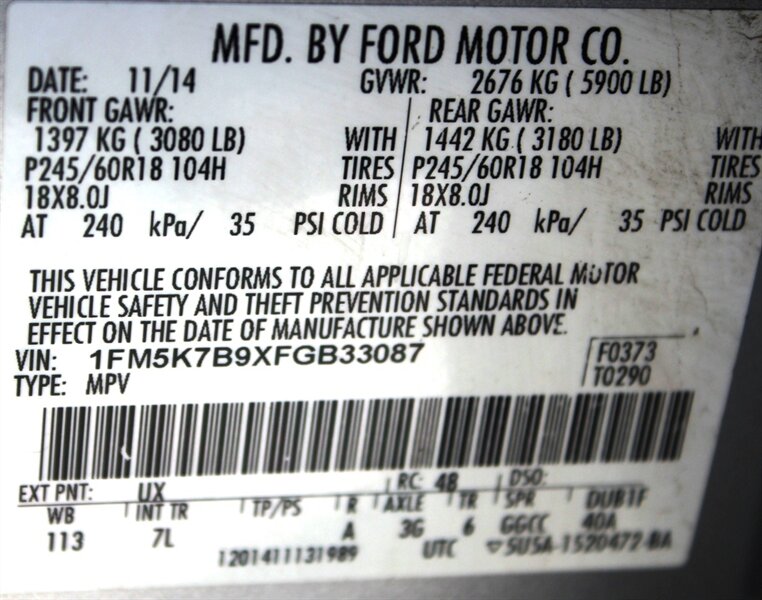 MFD. BY FORD MOTOR CO.
DATE: 11/14 GVWR: 2676 KG ( 5900 LB)
FRONT GAWR: REAR GAWR:
1397 KG ( 3080 LB) WITH 1442 KG ( 3180 LB) WITH
P245/60R18 104H TIRES P245/60R18 104H TIRES
18X8.0J RIMS 18X8.0J RIMS
AT 240 kPa/ 35 PSI COLD AT 240 kPa/ 35 PSI COLD
THIS VEHICLE CONFORMS TO ALL APPLICABLE FEDERAL MOTOR
VEHICLE SAFETY AND THEFT PREVENTION STANDARDS IN
EFFECT ON THE DATE OF MANUFACTURE SHOWN ABOVE.
VIN: 1FM5K7B9XFGB33087 F0373
TYPE: MPV T0290
EXT PNT: UX RC: 48 DSO:
WB INT TR TP/PS R AXLE TR SPR DUB1F
113 7L A 3G 6 GGCC 40A
1201411131989 UTC SU5A-1520472-BA